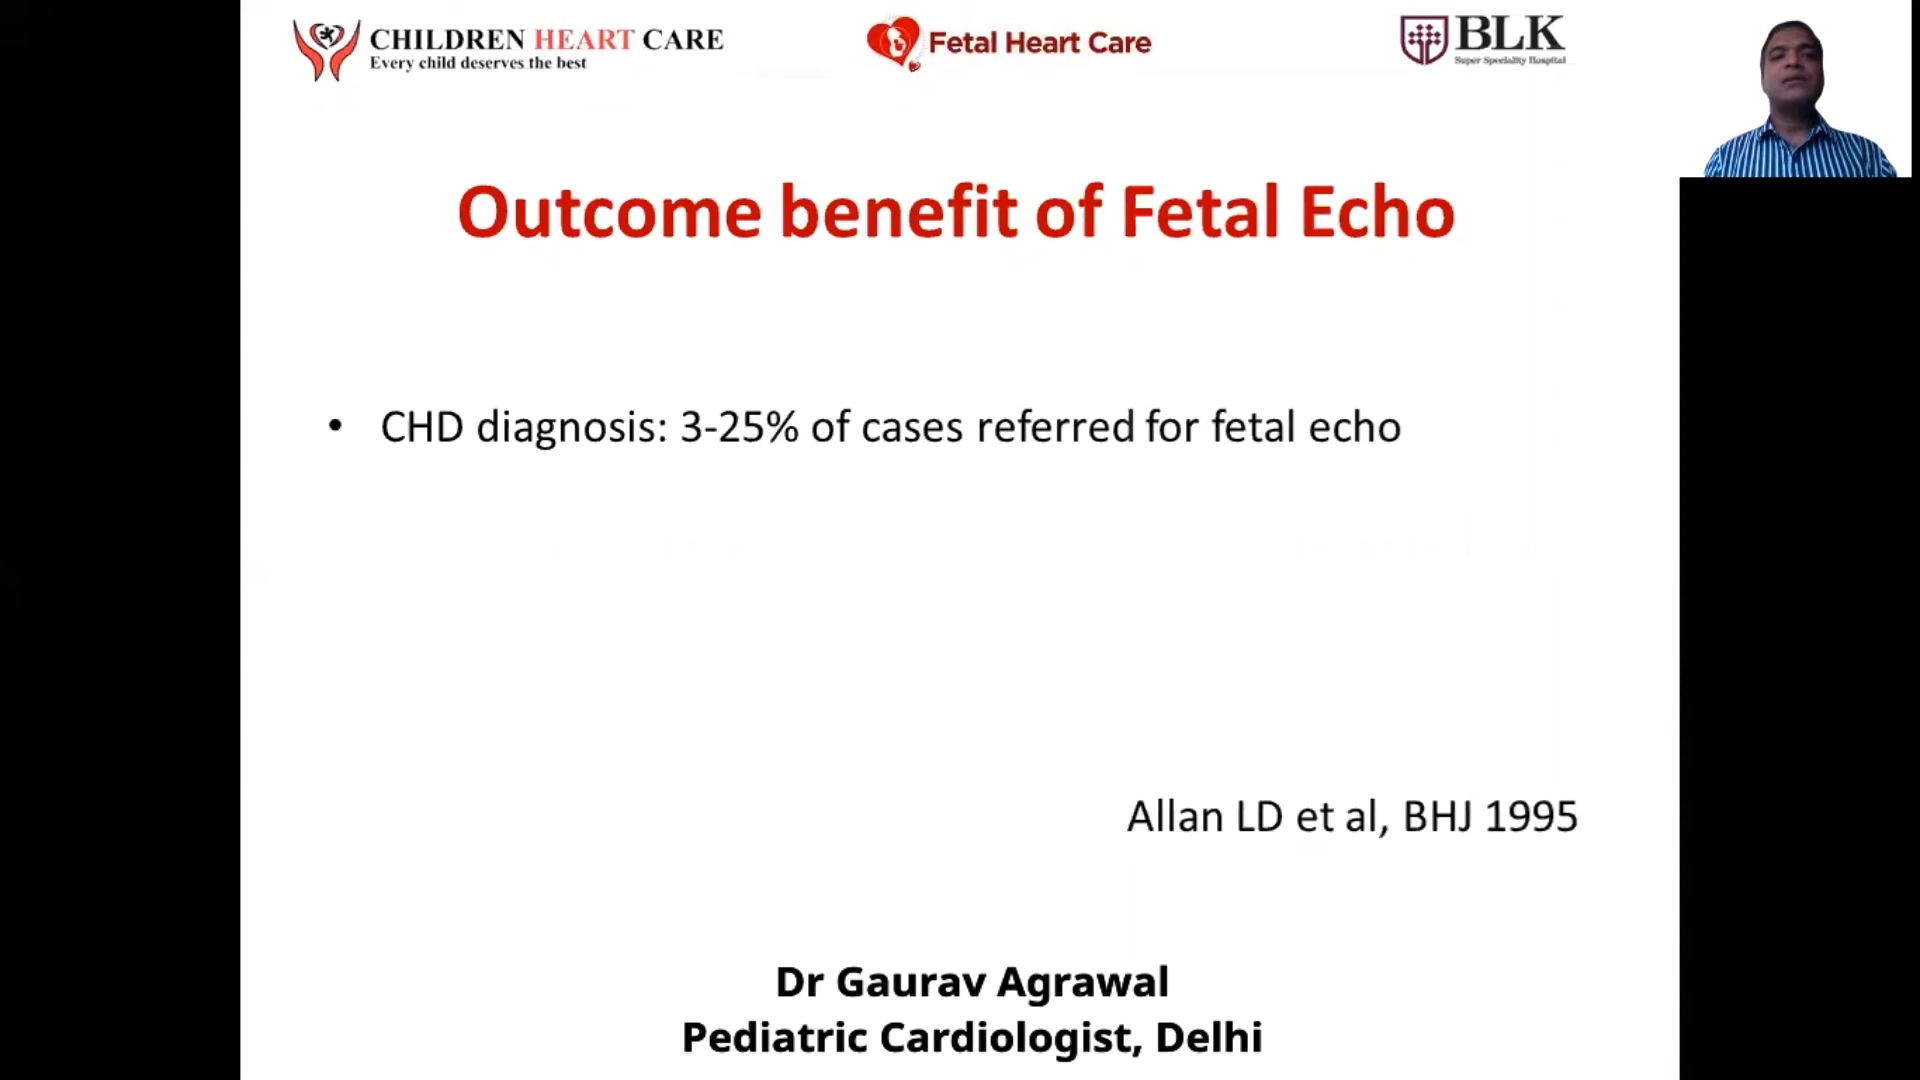 CHILDREN HEART CARE
Every child deserves the best
Fetal Heart Care
BLK
Super Speciality Hospital
Outcome benefit of Fetal Echo
• CHD diagnosis: 3-25% of cases referred for fetal echo
Allan LD et al, BHJ 1995
Dr Gaurav Agrawal
Pediatric Cardiologist, Delhi